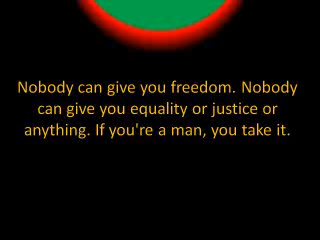 Nobody can give you freedom. Nobody
can give you equality or justice or
anything. If you're a man, you take it.